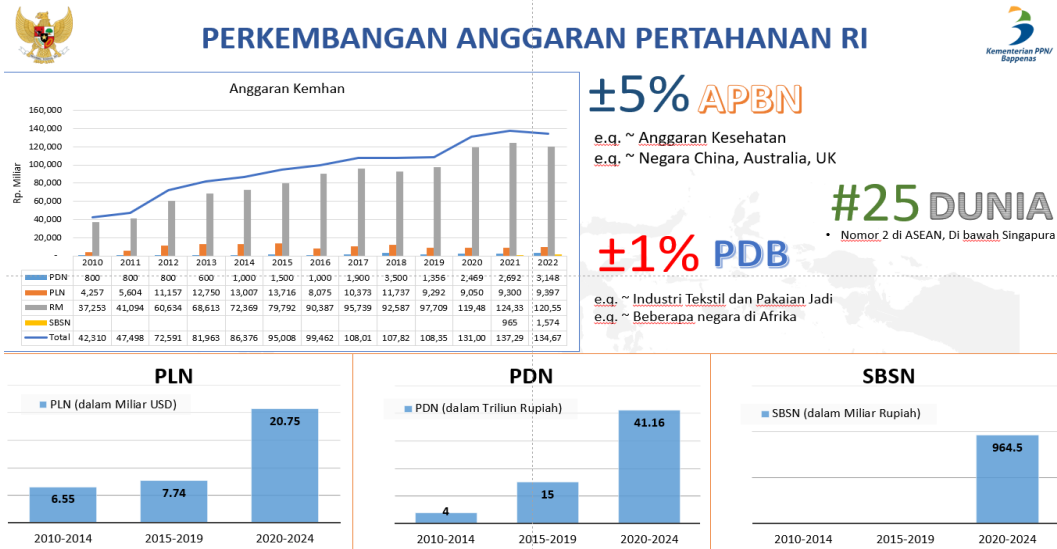 PERKEMBANGAN ANGGARAN PERTAHANAN RI
Kementerian PPN/
Bappenas
Anggaran Kemhan
Rp. Miliar
160,000
140,000
120,000
100,000
80,000
60,000
40,000
20,000
-
2010 2011 2012 2013 2014 2015 2016 2017 2018 2019 2020 2021 2022
PDN 800 800 800 600 1,000 1,500 1,000 1,900 3,500 1,356 2,469 2,692 3,148
PLN 4,257 5,604 11,157 12,750 13,007 13,716 8,075 10,373 11,737 9,292 9,050 9,300 9,397
RM 37,253 41,094 60,634 68,613 72,369 79,792 90,387 95,739 92,587 97,709 119,48 124,33 120,55
SBSN 965 1,574
Total 42,310 47,498 72,591 81,963 86,376 95,008 99,462 108,01 107,82 108,35 131,00 137,29 134,67
±5% APBN
e.q. ~ Anggaran Kesehatan
e.q. ~ Negara China, Australia, UK
#25 DUNIA
• Nomor 2 di ASEAN, Di bawah Singapura
±1% PDB
e.q. ~ Industri Tekstil dan Pakaian Jadi
e.q. ~ Beberapa negara di Afrika
PLN
PLN (dalam Miliar USD)
6.55
7.74
20.75
2010-2014 2015-2019 2020-2024
PDN
PDN (dalam Triliun Rupiah)
4
15
41.16
2010-2014 2015-2019 2020-2024
SBSN
SBSN (dalam Miliar Rupiah)
964.5
2010-2014 2015-2019 2020-2024